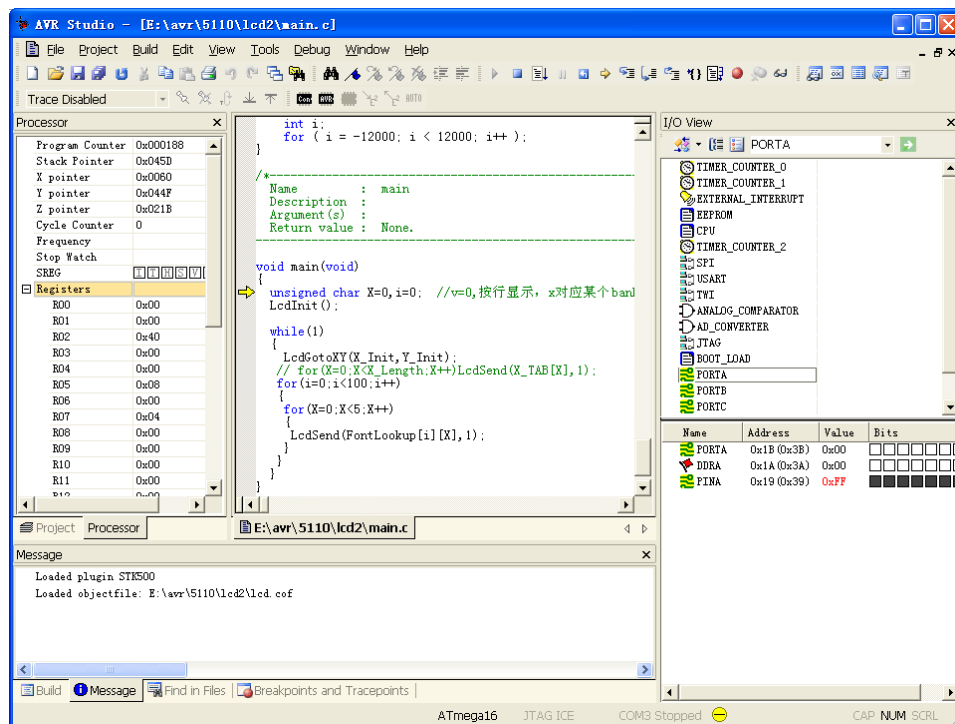 AVR Studio - [E:\avr\5110\lcd2\main.c]
File Project Build Edit View Tools Debug Window Help
Trace Disabled
Con AVR AUTO
Processor
Program Counter 0x000188
Stack Pointer 0x045D
X pointer 0x0060
Y pointer 0x044F
Z pointer 0x021B
Cycle Counter 0
Frequency
Stop Watch
SREG I T H S V
Registers
R00 0x00
R01 0x00
R02 0x40
R03 0x00
R04 0x00
R05 0x08
R06 0x00
R07 0x04
R08 0x00
R09 0x00
R10 0x00
R11 0x00
R12 0x00
Project Processor
int i;
for ( i = -12000; i < 12000; i++ );
}
/*-----------------------------------------------------------
Name : main
Description :
Argument(s) :
Return value : None.
-----------------------------------------------------------
void main(void)
{
unsigned char X=0,i=0; //v=0,按行显示，x对应某个bank
LcdInit();
while(1)
{
LcdGotoXY(X_Init,Y_Init);
// for(X=0;X<X_Length;X++)LcdSend(X_TAB[X],1);
for(i=0;i<100;i++)
{
for(X=0;X<5;X++)
{
LcdSend(FontLookup[i][X],1);
}
}
}
}
E:\avr\5110\lcd2\main.c
I/O View
PORTA
TIMER_COUNTER_0
TIMER_COUNTER_1
EXTERNAL_INTERRUPT
EEPROM
CPU
TIMER_COUNTER_2
SPI
USART
TWI
ANALOG_COMPARATOR
AD_CONVERTER
JTAG
BOOT_LOAD
PORTA
PORTB
PORTC
Name Address Value Bits
PORTA 0x1B (0x3B) 0x00
DDRA 0x1A (0x3A) 0x00
PINA 0x19 (0x39) 0xFF
Message
Loaded plugin STK500
Loaded objectfile: E:\avr\5110\lcd2\lcd.cof
Build Message Find in Files Breakpoints and Tracepoints
ATmega16 JTAG ICE COM3 Stopped CAP NUM SCRL